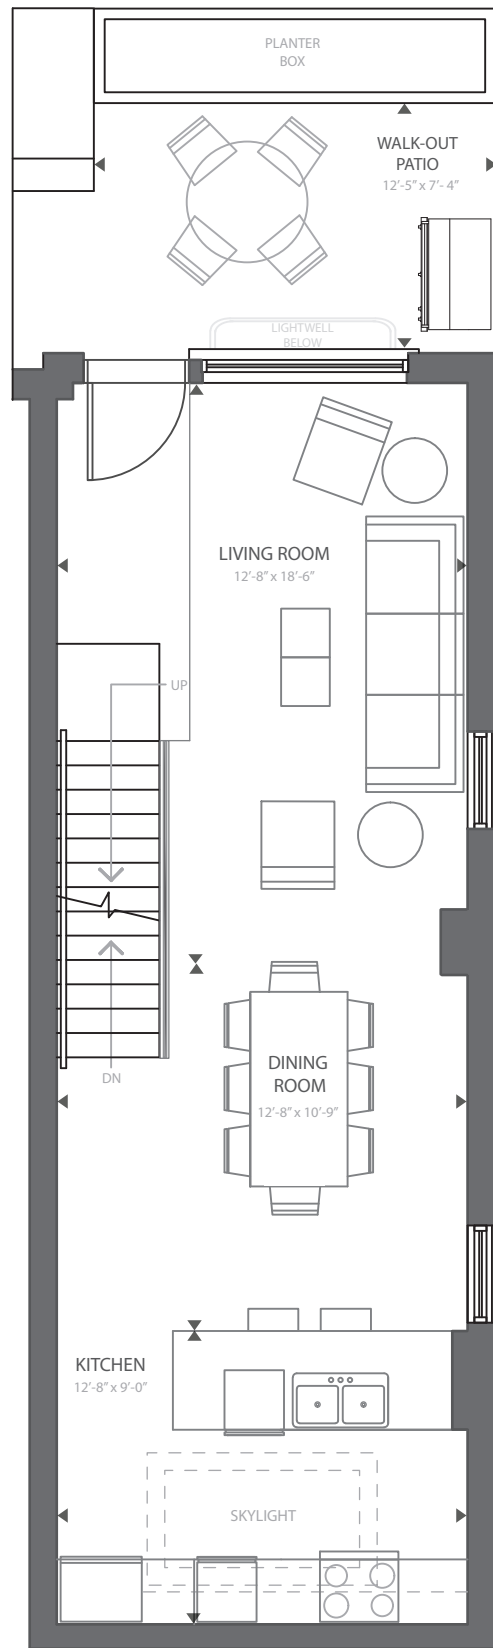 PLANTER
BOX
WALK-OUT
PATIO
12'-5" x 7'- 4"
LIGHTWELL
BELOW
LIVING ROOM
12'-8" x 18'-6"
UP
DN
DINING
ROOM
12'-8" x 10'-9"
KITCHEN
12'-8" x 9'-0"
SKYLIGHT